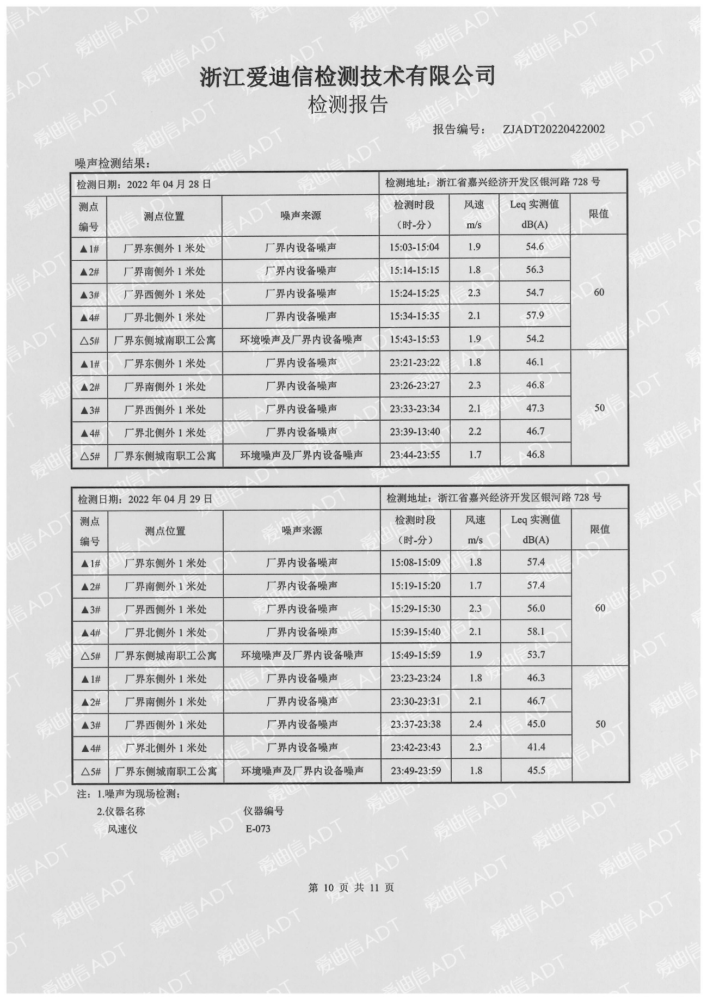 浙江爱迪信检测技术有限公司
检测报告
报告编号： ZJADT20220422002
噪声检测结果：
检测日期：2022 年 04 月 28 日 检测地址：浙江省嘉兴经济开发区银河路 728 号
测点编号 测点位置 噪声来源 检测时段（时-分） 风速 m/s Leq 实测值 dB(A) 限值
▲1# 厂界东侧外 1 米处 厂界内设备噪声 15:03-15:04 1.9 54.6
▲2# 厂界南侧外 1 米处 厂界内设备噪声 15:14-15:15 1.8 56.3
▲3# 厂界西侧外 1 米处 厂界内设备噪声 15:24-15:25 2.3 54.7 60
▲4# 厂界北侧外 1 米处 厂界内设备噪声 15:34-15:35 2.1 57.9
△5# 厂界东侧城南职工公寓 环境噪声及厂界内设备噪声 15:43-15:53 1.9 54.2
▲1# 厂界东侧外 1 米处 厂界内设备噪声 23:21-23:22 1.8 46.1
▲2# 厂界南侧外 1 米处 厂界内设备噪声 23:26-23:27 2.3 46.8
▲3# 厂界西侧外 1 米处 厂界内设备噪声 23:33-23:34 2.1 47.3 50
▲4# 厂界北侧外 1 米处 厂界内设备噪声 23:39-13:40 2.2 46.7
△5# 厂界东侧城南职工公寓 环境噪声及厂界内设备噪声 23:44-23:55 1.7 46.8
检测日期：2022 年 04 月 29 日 检测地址：浙江省嘉兴经济开发区银河路 728 号
测点编号 测点位置 噪声来源 检测时段（时-分） 风速 m/s Leq 实测值 dB(A) 限值
▲1# 厂界东侧外 1 米处 厂界内设备噪声 15:08-15:09 1.8 57.4
▲2# 厂界南侧外 1 米处 厂界内设备噪声 15:19-15:20 1.7 57.4
▲3# 厂界西侧外 1 米处 厂界内设备噪声 15:29-15:30 2.3 56.0 60
▲4# 厂界北侧外 1 米处 厂界内设备噪声 15:39-15:40 2.1 58.1
△5# 厂界东侧城南职工公寓 环境噪声及厂界内设备噪声 15:49-15:59 1.9 53.7
▲1# 厂界东侧外 1 米处 厂界内设备噪声 23:23-23:24 1.8 46.3
▲2# 厂界南侧外 1 米处 厂界内设备噪声 23:30-23:31 2.1 46.7
▲3# 厂界西侧外 1 米处 厂界内设备噪声 23:37-23:38 2.4 45.0 50
▲4# 厂界北侧外 1 米处 厂界内设备噪声 23:42-23:43 2.3 41.4
△5# 厂界东侧城南职工公寓 环境噪声及厂界内设备噪声 23:49-23:59 1.8 45.5
注：1.噪声为现场检测；
2.仪器名称 仪器编号
风速仪 E-073
第 10 页 共 11 页
爱迪信ADT